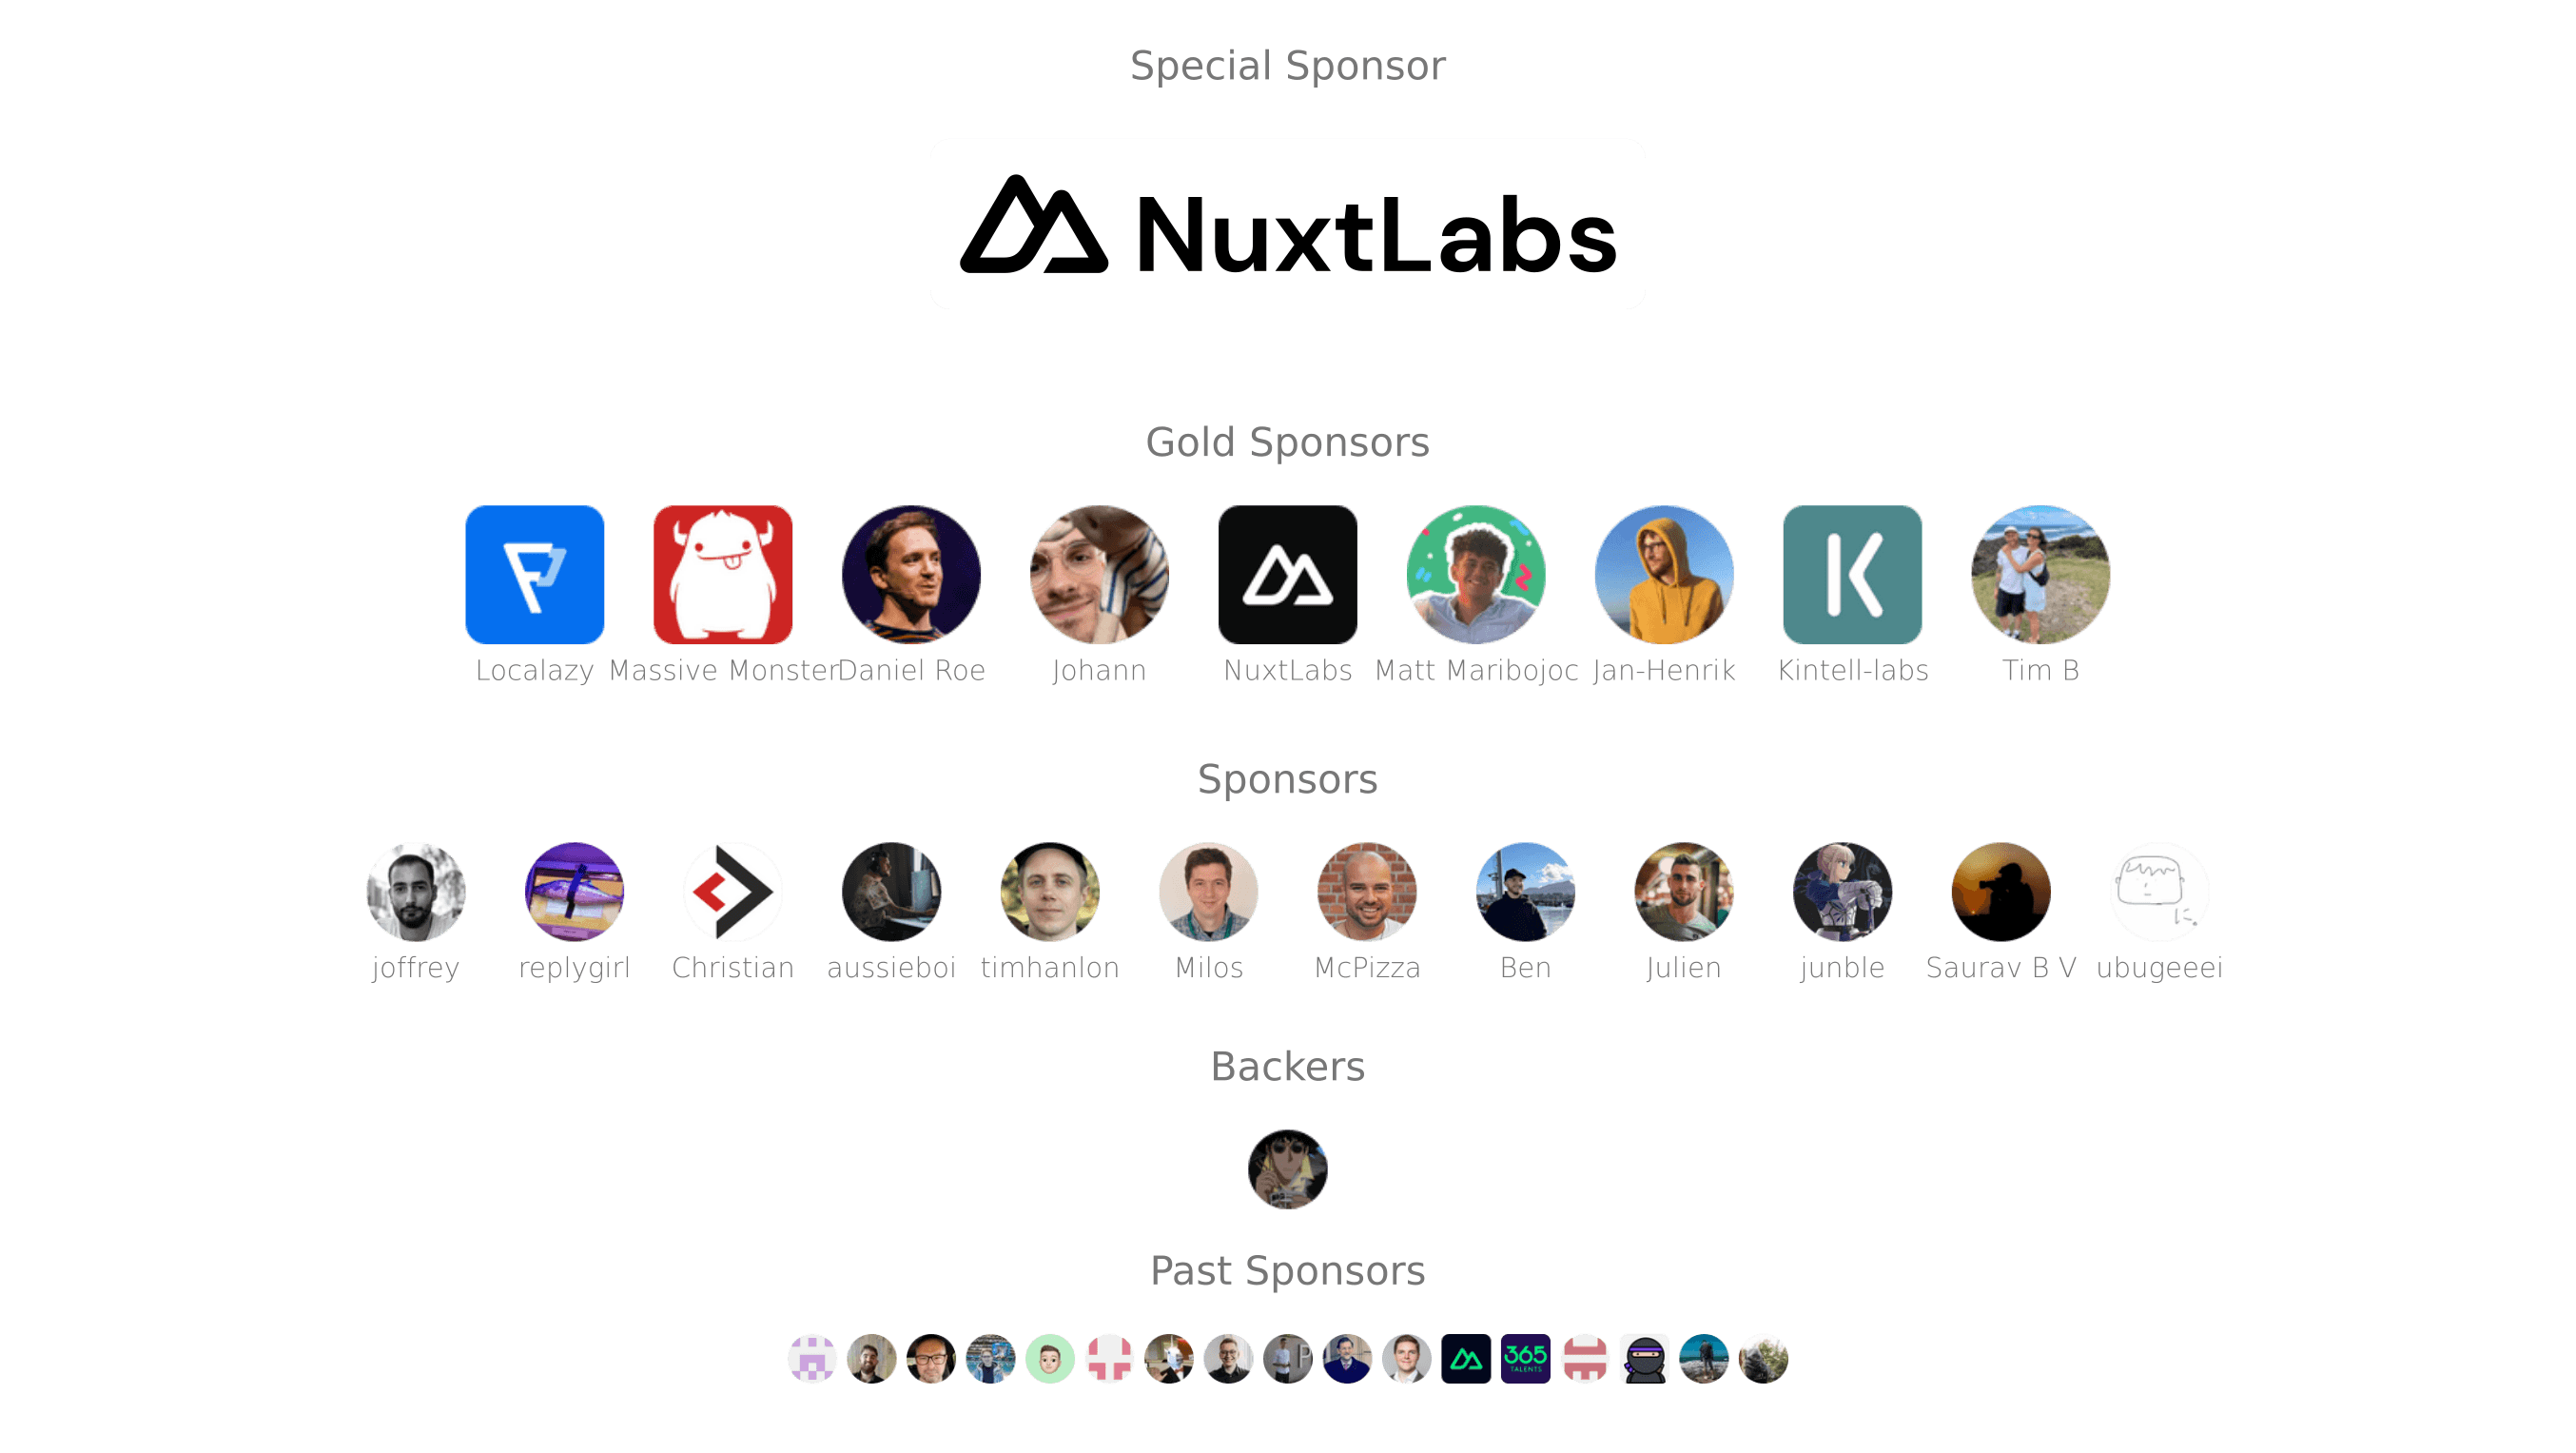 Special Sponsor
NuxtLabs
Gold Sponsors
Localazy Massive Monster Daniel Roe Johann NuxtLabs Matt Maribojoc Jan-Henrik Kintell-labs Tim B
Sponsors
joffrey replygirl Christian aussieboi timhanlon Milos McPizza Ben Julien junble Saurav B V ubugeeei
Backers
Past Sponsors
365
TALENTS